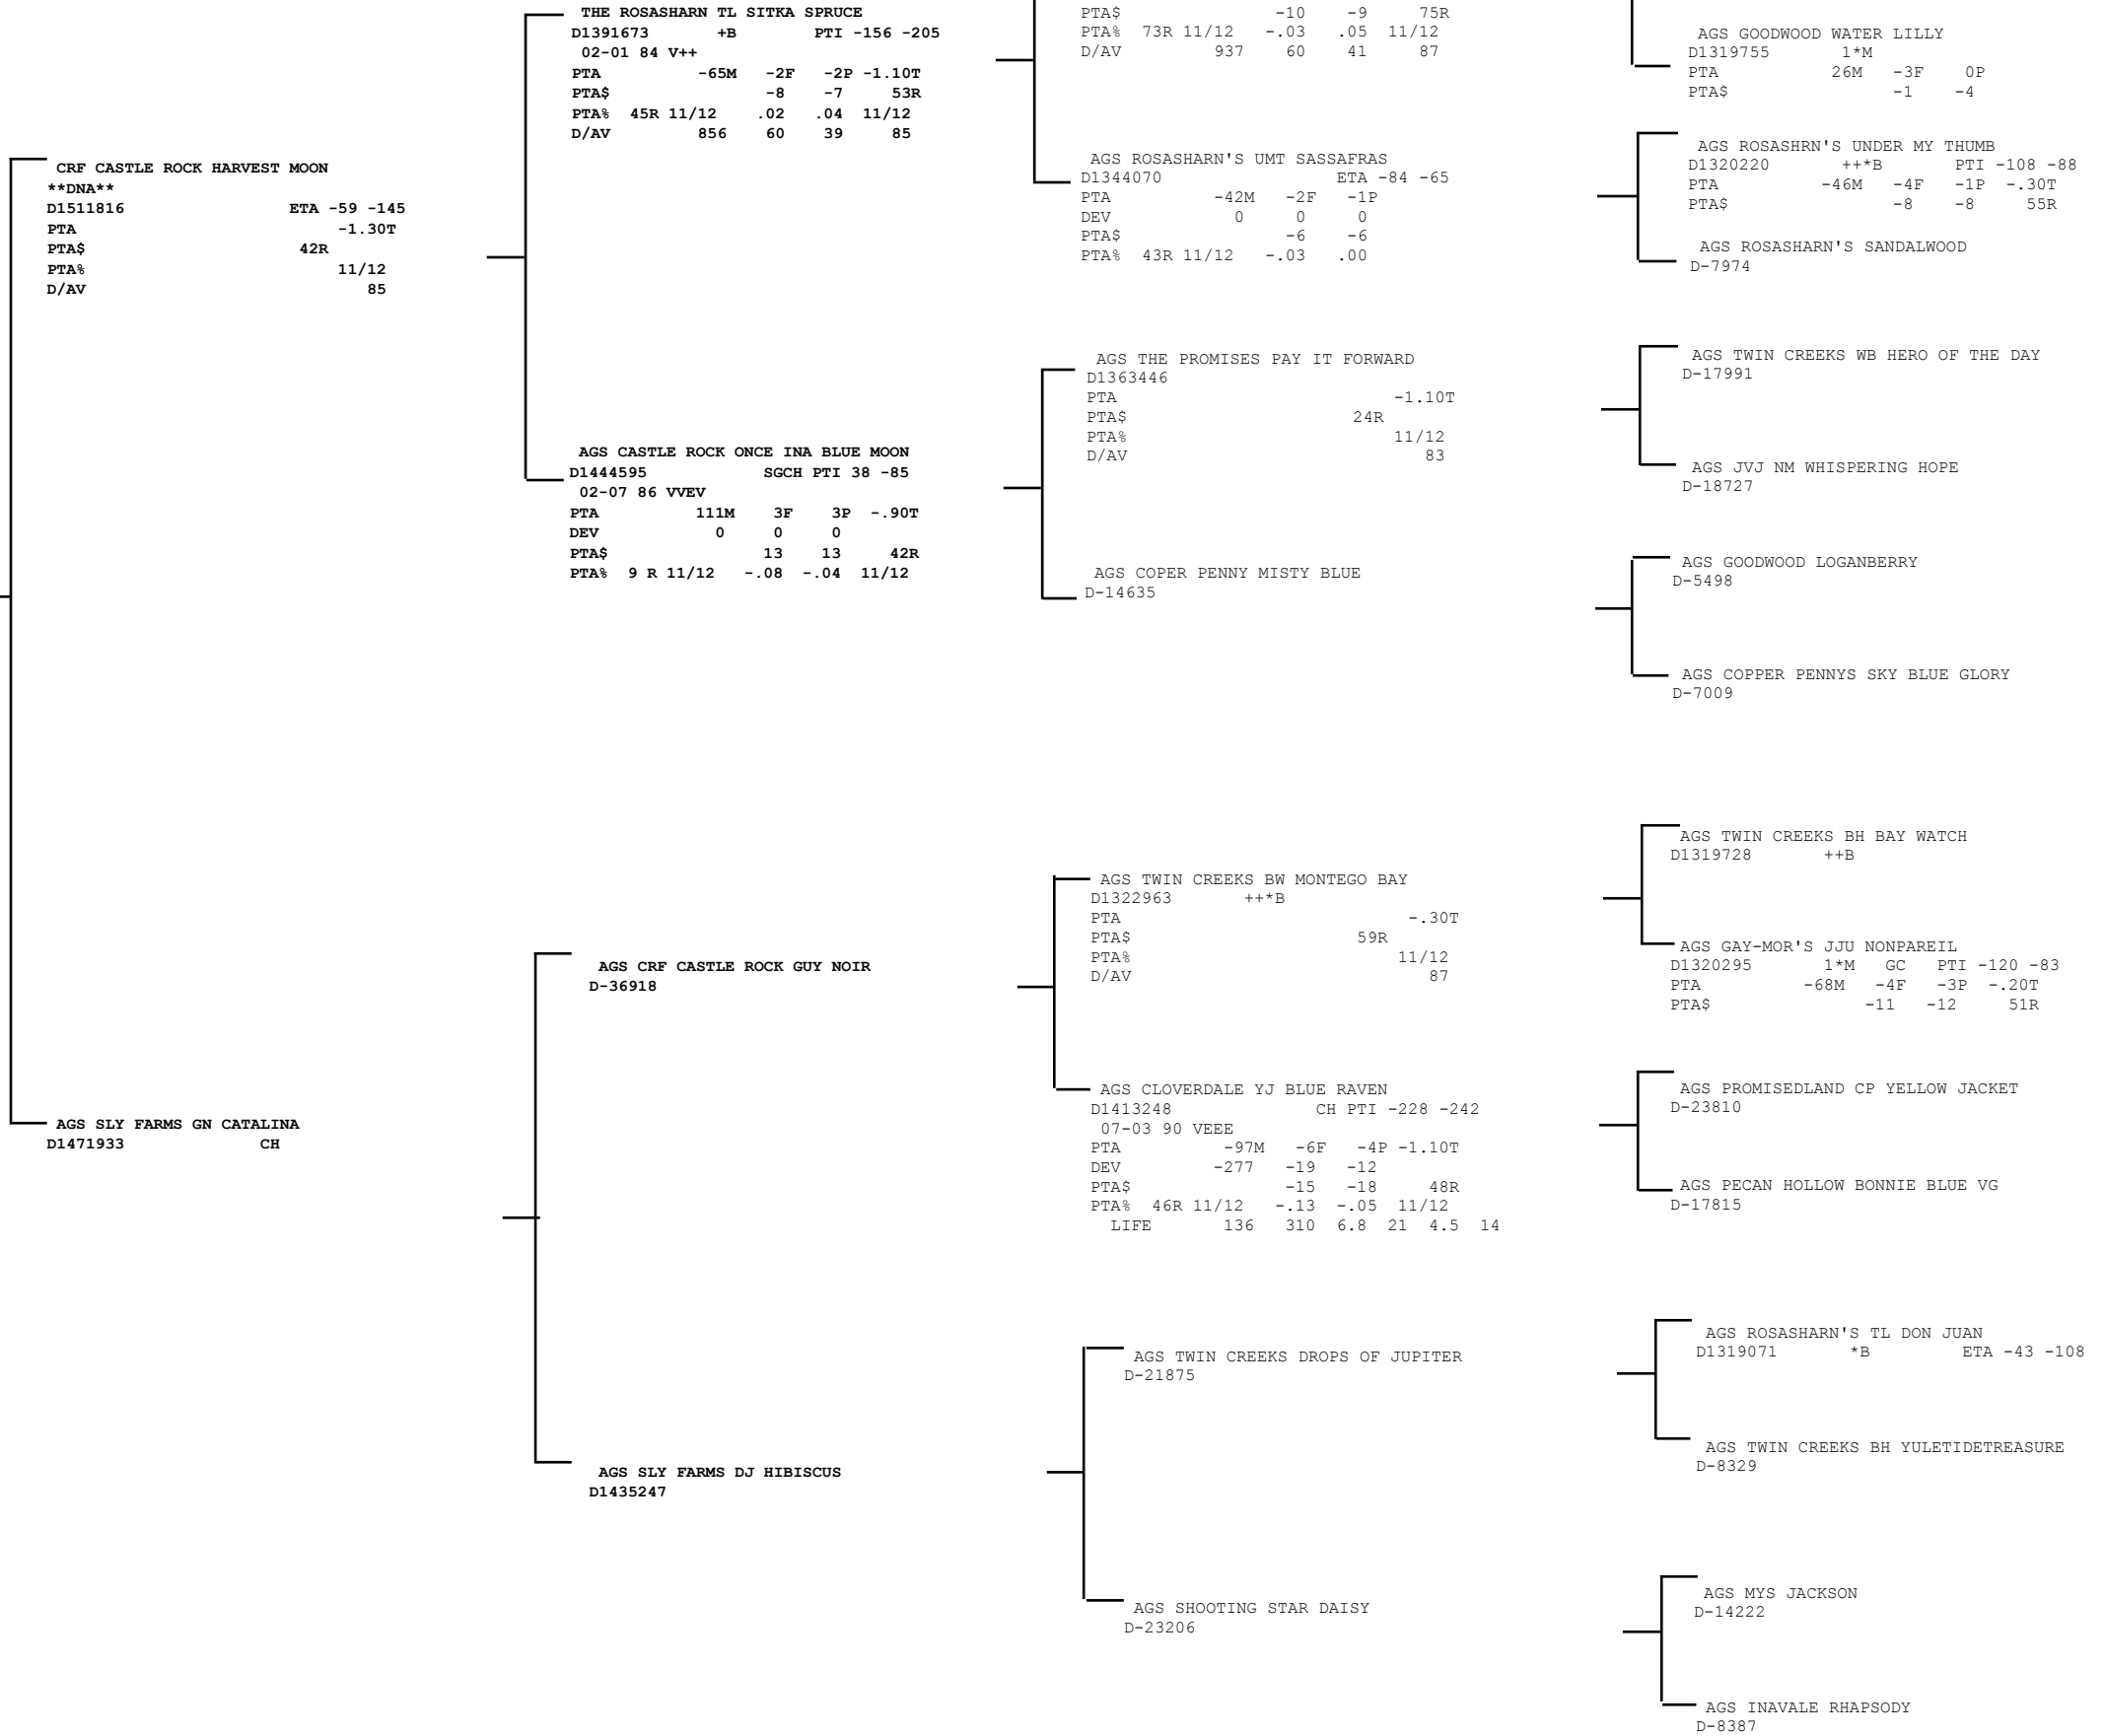 CRF CASTLE ROCK HARVEST MOON
**DNA**
D1511816 ETA -59 -145
PTA -1.30T
PTA$ 42R
PTA% 11/12
D/AV 85
AGS SLY FARMS GN CATALINA
D1471933 CH
THE ROSASHARN TL SITKA SPRUCE
D1391673 +B PTI -156 -205
02-01 84 V++
PTA -65M -2F -2P -1.10T
PTA$ -8 -7 53R
PTA% 45R 11/12 .02 .04 11/12
D/AV 856 60 39 85
AGS CASTLE ROCK ONCE INA BLUE MOON
D1444595 SGCH PTI 38 -85
02-07 86 VVEV
PTA 111M 3F 3P -.90T
DEV 0 0 0
PTA$ 13 13 42R
PTA% 9 R 11/12 -.08 -.04 11/12
AGS CRF CASTLE ROCK GUY NOIR
D-36918
AGS SLY FARMS DJ HIBISCUS
D1435247
PTA$ -10 -9 75R
PTA% 73R 11/12 -.03 .05 11/12
D/AV 937 60 41 87
AGS ROSASHARN'S UMT SASSAFRAS
D1344070 ETA -84 -65
PTA -42M -2F -1P
DEV 0 0 0
PTA$ -6 -6
PTA% 43R 11/12 -.03 .00
AGS THE PROMISES PAY IT FORWARD
D1363446
PTA -1.10T
PTA$ 24R
PTA% 11/12
D/AV 83
AGS COPER PENNY MISTY BLUE
D-14635
AGS TWIN CREEKS BW MONTEGO BAY
D1322963 ++*B
PTA -.30T
PTA$ 59R
PTA% 11/12
D/AV 87
AGS CLOVERDALE YJ BLUE RAVEN
D1413248 CH PTI -228 -242
07-03 90 VEEE
PTA -97M -6F -4P -1.10T
DEV -277 -19 -12
PTA$ -15 -18 48R
PTA% 46R 11/12 -.13 -.05 11/12
LIFE 136 310 6.8 21 4.5 14
AGS TWIN CREEKS DROPS OF JUPITER
D-21875
AGS SHOOTING STAR DAISY
D-23206
AGS GOODWOOD WATER LILLY
D1319755 1*M
PTA 26M -3F 0P
PTA$ -1 -4
AGS ROSASHRN'S UNDER MY THUMB
D1320220 ++*B PTI -108 -88
PTA -46M -4F -1P -.30T
PTA$ -8 -8 55R
AGS ROSASHARN'S SANDALWOOD
D-7974
AGS TWIN CREEKS WB HERO OF THE DAY
D-17991
AGS JVJ NM WHISPERING HOPE
D-18727
AGS GOODWOOD LOGANBERRY
D-5498
AGS COPPER PENNYS SKY BLUE GLORY
D-7009
AGS TWIN CREEKS BH BAY WATCH
D1319728 ++B
AGS GAY-MOR'S JJU NONPAREIL
D1320295 1*M GC PTI -120 -83
PTA -68M -4F -3P -.20T
PTA$ -11 -12 51R
AGS PROMISEDLAND CP YELLOW JACKET
D-23810
AGS PECAN HOLLOW BONNIE BLUE VG
D-17815
AGS ROSASHARN'S TL DON JUAN
D1319071 *B ETA -43 -108
AGS TWIN CREEKS BH YULETIDETREASURE
D-8329
AGS MYS JACKSON
D-14222
AGS INAVALE RHAPSODY
D-8387